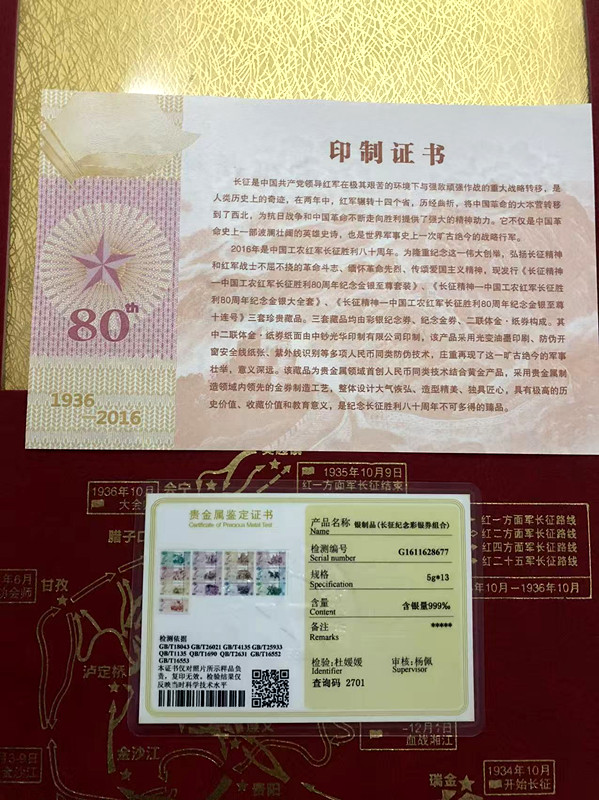 印制证书
长征是中国共产党领导红军在极其艰苦的环境下与强敌顽强作战的重大战略转移，是
人类历史上的奇迹，在两年中，红军辗转十四个省，历经曲折，将中国革命的大本营转移
到了西北，为抗日战争和中国革命不断走向胜利提供了强大的精神动力。它不仅是中国革
命史上一部波澜壮阔的英雄史诗，也是世界军事史上一次旷古绝今的战略行军。
2016年是中国工农红军长征胜利八十周年。为隆重纪念这一伟大创举，弘扬长征精神
和红军战士不屈不挠的革命斗志、缅怀革命先烈、传颂爱国主义精神，现发行《长征精神
—中国工农红军长征胜利80周年纪念金银至尊套装》、《长征精神—中国工农红军长征胜
利80周年纪念金银大全套》、《长征精神—中国工农红军长征胜利80周年纪念金银至尊
十连号》三套珍贵藏品。三套藏品均由彩银纪念券、纪念金券、二联体金·纸券构成。其
中二联体金·纸券纸面由中钞光华印制有限公司印制，该产品采用光变油墨印刷、防伪开
窗安全线纸张、紫外线识别等多项人民币同类防伪技术，庄重再现了这一旷古绝今的军事
壮举，意义深远。该藏品为贵金属领域首创人民币同类技术结合黄金产品，采用贵金属制
造领域内领先的金券制造工艺，整体设计大气恢弘、造型精美、独具匠心，具有极高的历
史价值、收藏价值和教育意义，是纪念长征胜利八十周年不可多得的臻品。
80th
1936
—2016
1935年10月9日
红一方面军长征结束
1936年10月
会宁
大会
腊子口
红一方面军长征路线
红二方面军长征路线
红四方面军长征路线
红二十五军长征路线
10月—1936年10月
年6月
会师
甘孜
泸定桥
金沙江
贵阳
-12月1日
血战湘江
瑞金
1934年10月
开始长征
贵金属鉴定证书
Certificate of Precious Metal Test
检测依据
GB/T18043 GB/T26021 GB/T4135 GB/T25933
QB/T1135 QB/T1690 QB/T2631 GB/T16552
GB/T16553
本证书仅对照片所示样品负
责，复印无效。检验结果仅
反映当时科学技术水平
产品名称 银制品(长征纪念彩银券组合)
Name
检测编号 G1611628677
Serial number
规格 5g*13
Specification
含量 含银量999‰
Content
备注 *****
Remarks
检验：杜媛媛 审核：杨佩
Identifier Supervisor
查询码 2701